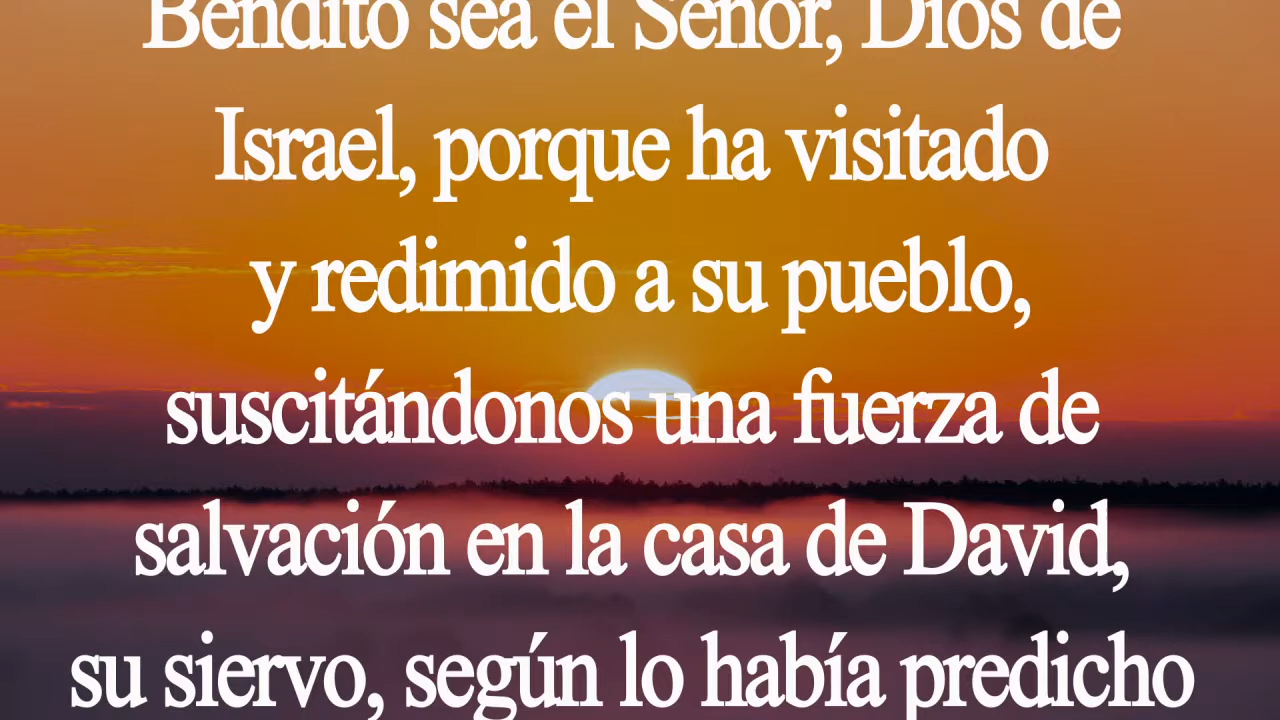 Bendito sea el Señor, Dios de
Israel, porque ha visitado
y redimido a su pueblo,
suscitándonos una fuerza de
salvación en la casa de David,
su siervo, según lo había predicho